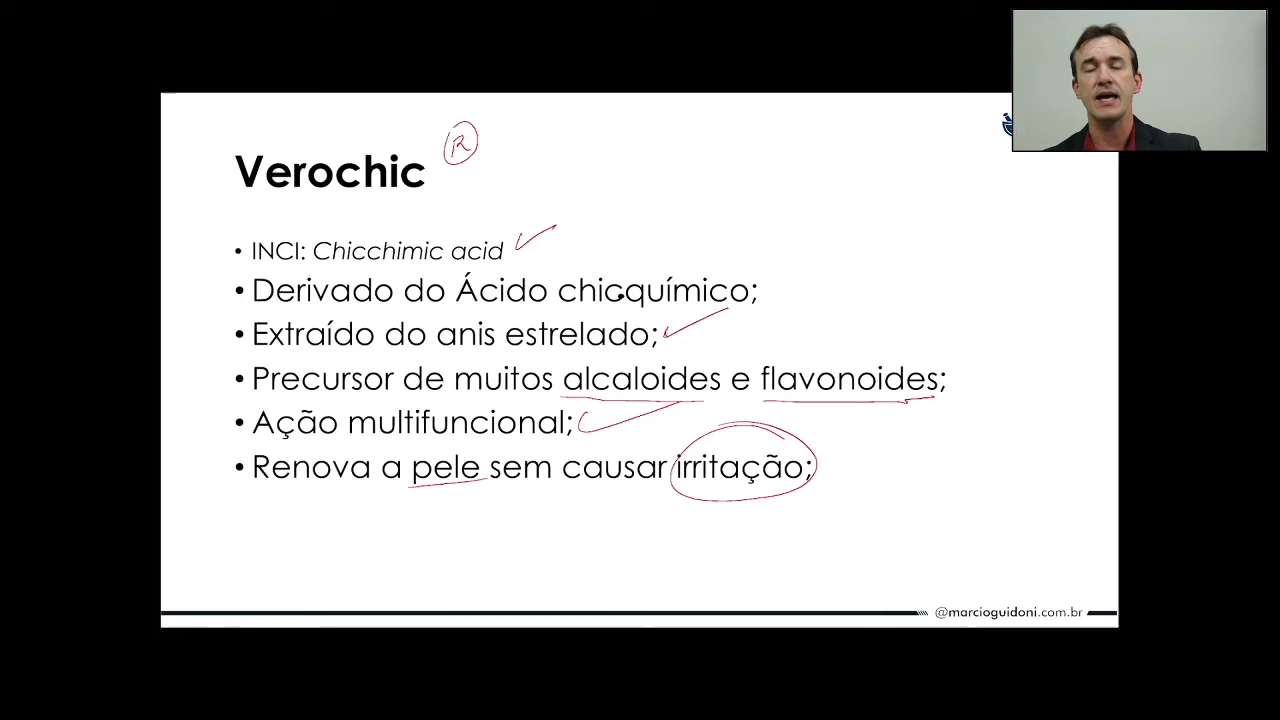 Verochic ®
• INCI: Chicchimic acid
• Derivado do Ácido chicquímico;
• Extraído do anis estrelado;
• Precursor de muitos alcaloides e flavonoides;
• Ação multifuncional;
• Renova a pele sem causar irritação;
@marcioguidoni.com.br